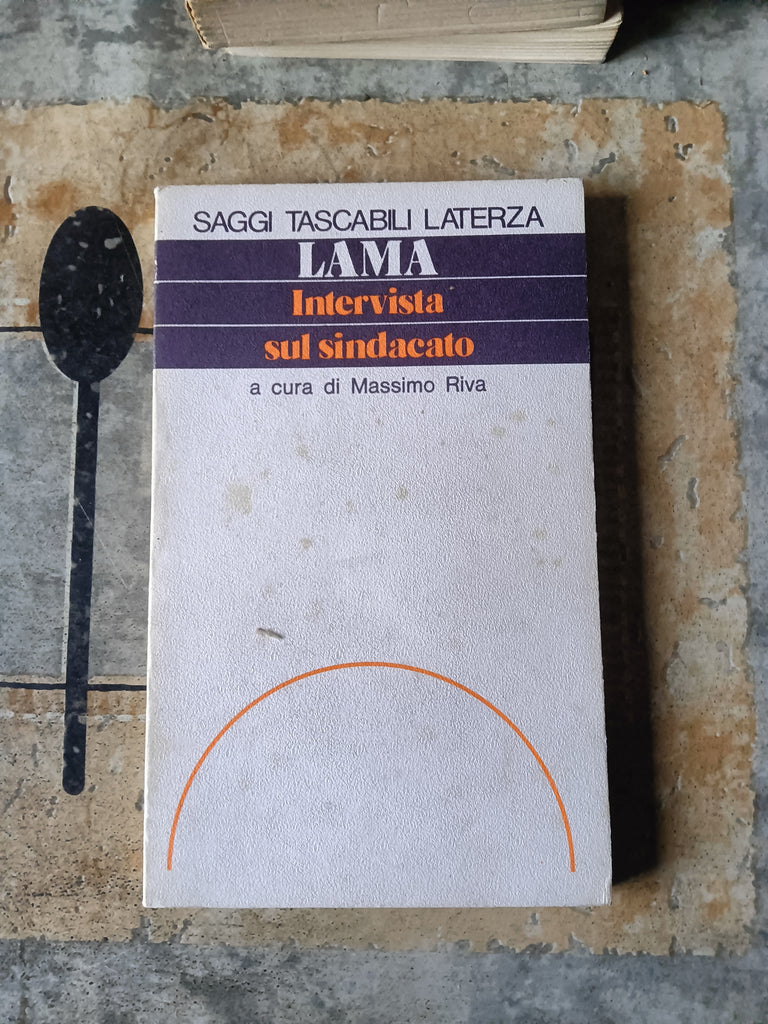 SAGGI TASCABILI LATERZA
LAMA
Intervista
sul sindacato
a cura di Massimo Riva